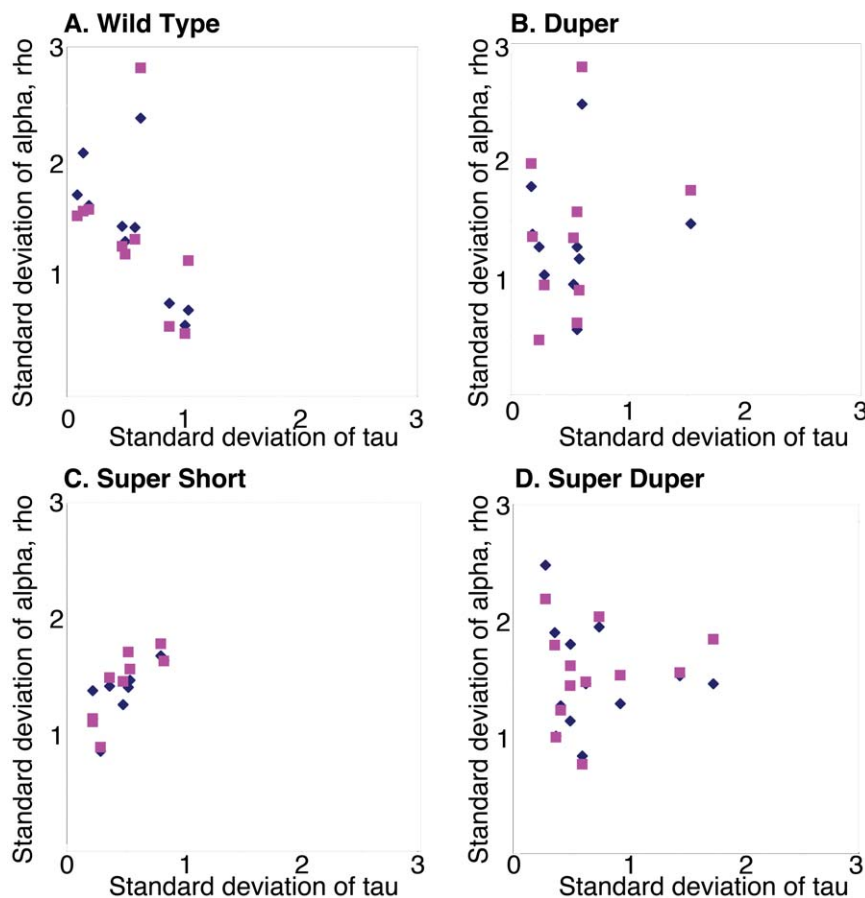 A. Wild Type
Standard deviation of alpha, rho
3
2
1
0
1
2
3
Standard deviation of tau
B. Duper
Standard deviation of alpha, rho
3
2
1
0
1
2
3
Standard deviation of tau
C. Super Short
Standard deviation of alpha, rho
3
2
1
0
1
2
3
Standard deviation of tau
D. Super Duper
Standard deviation of alpha, rho
3
2
1
0
1
2
3
Standard deviation of tau